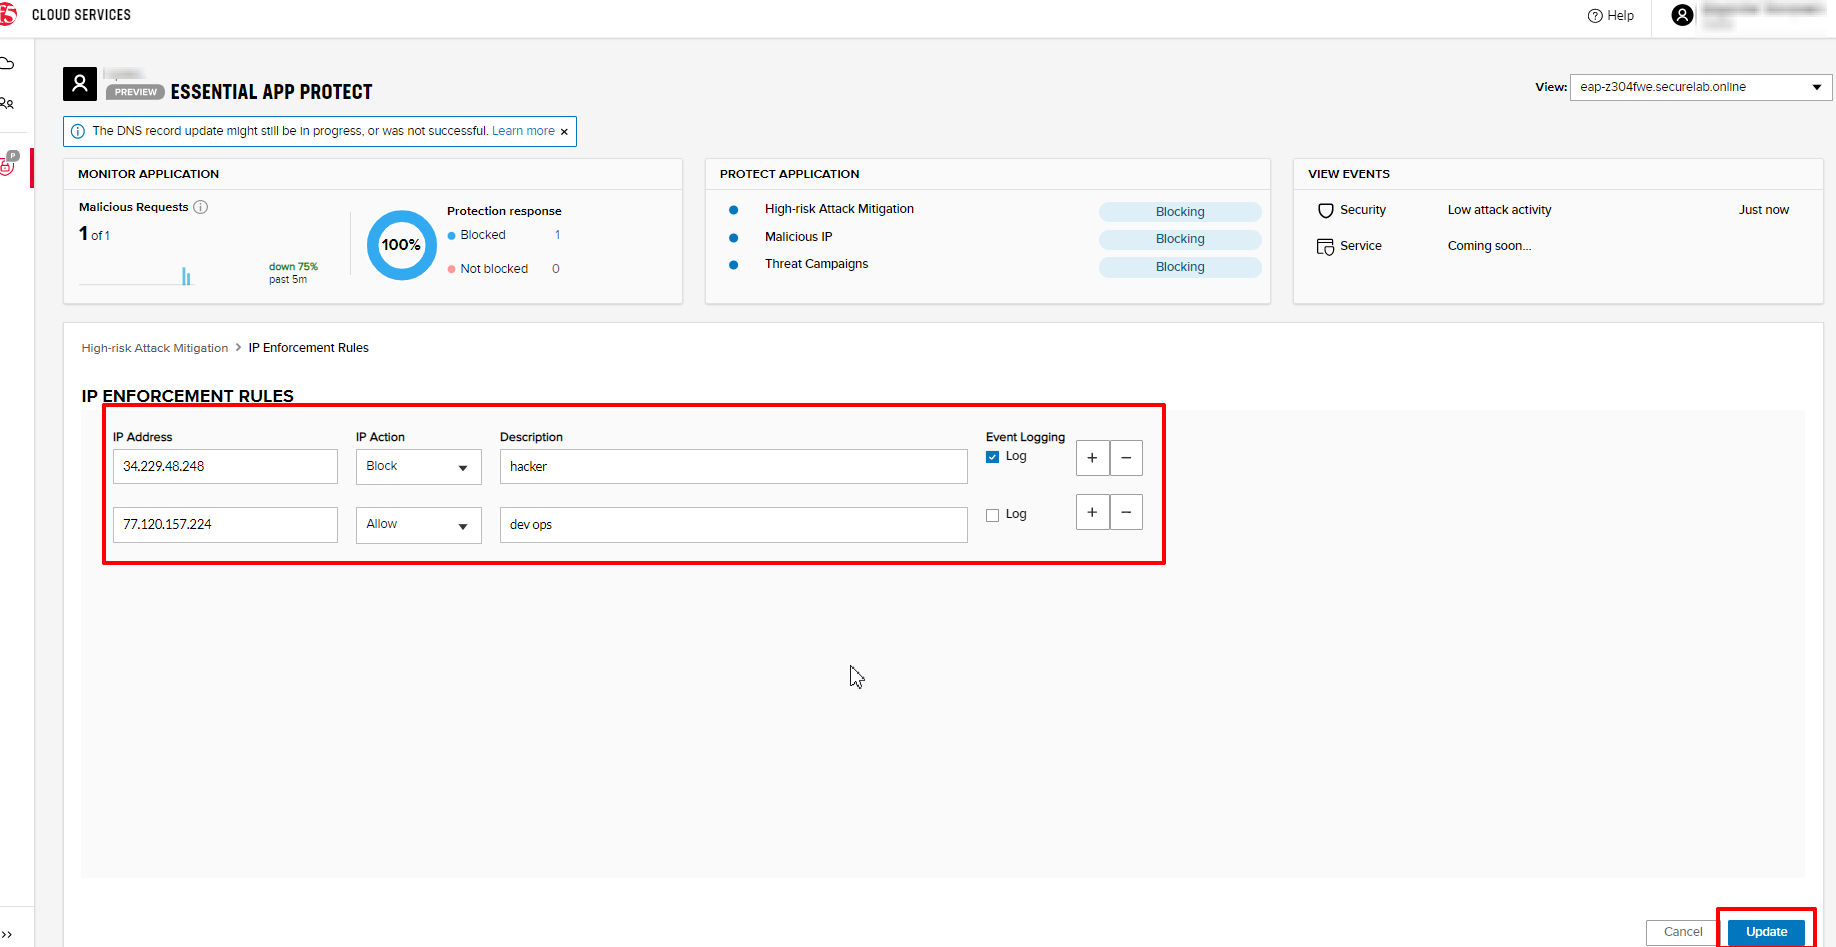 CLOUD SERVICES
Help
PREVIEW ESSENTIAL APP PROTECT
View: eap-z304fwe.securelab.online
P
The DNS record update might still be in progress, or was not successful. Learn more ×
MONITOR APPLICATION
Malicious Requests
1 of 1
down 75%
past 5m
100%
Protection response
Blocked 1
Not blocked 0
PROTECT APPLICATION
High-risk Attack Mitigation Blocking
Malicious IP Blocking
Threat Campaigns Blocking
VIEW EVENTS
Security Low attack activity Just now
Service Coming soon...
High-risk Attack Mitigation > IP Enforcement Rules
IP ENFORCEMENT RULES
IP Address IP Action Description Event Logging
34.229.48.248 Block hacker Log + −
77.120.157.224 Allow dev ops Log + −
Cancel Update